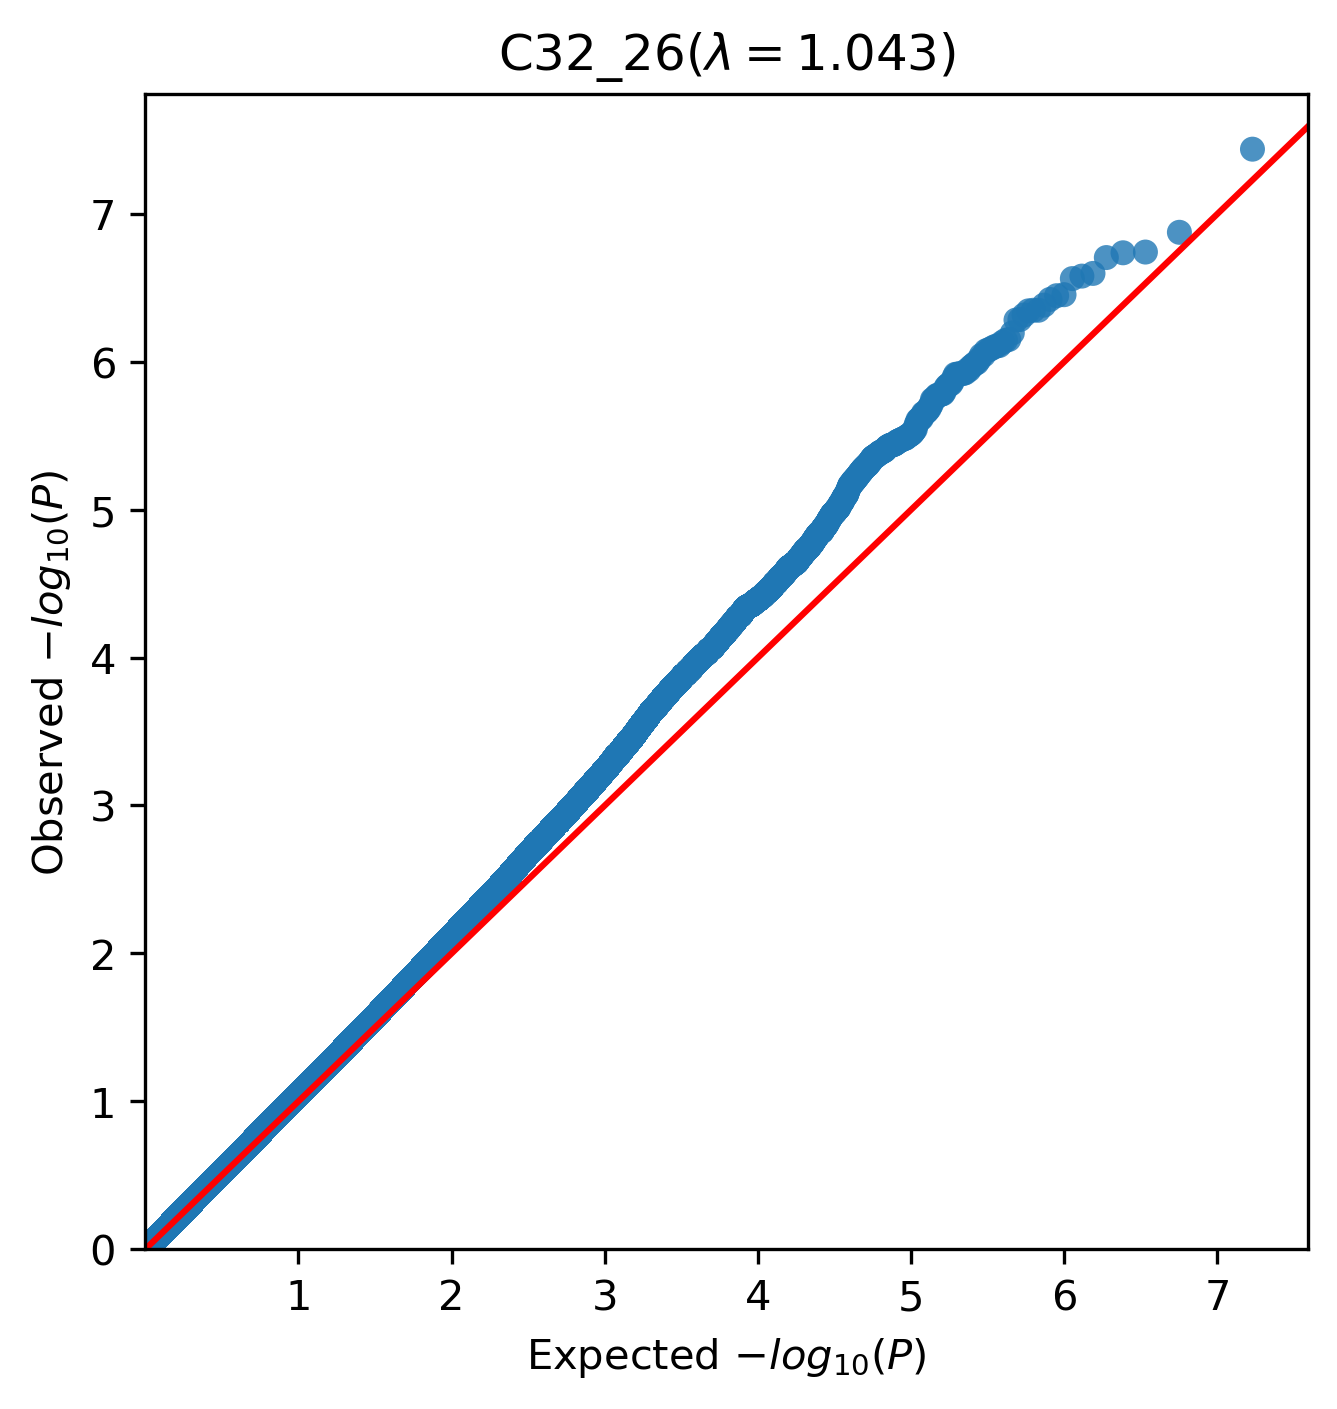 C32_26(λ = 1.043)
7
6
5
4
3
2
1
0
Observed −log₁₀(P)
1 2 3 4 5 6 7
Expected −log₁₀(P)